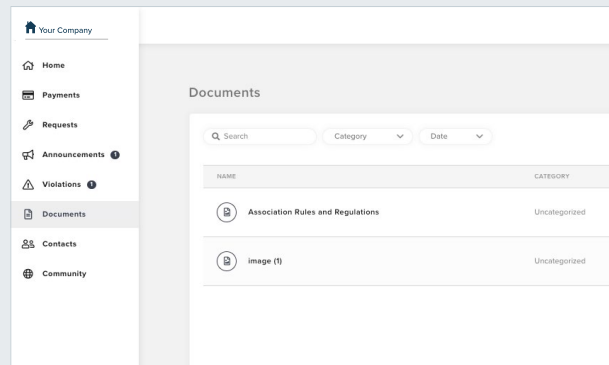 Your Company
Home
Payments
Requests
Announcements 1
Violations 1
Documents
Contacts
Community
Documents
Search Category Date
NAME CATEGORY
Association Rules and Regulations Uncategorized
image (1) Uncategorized